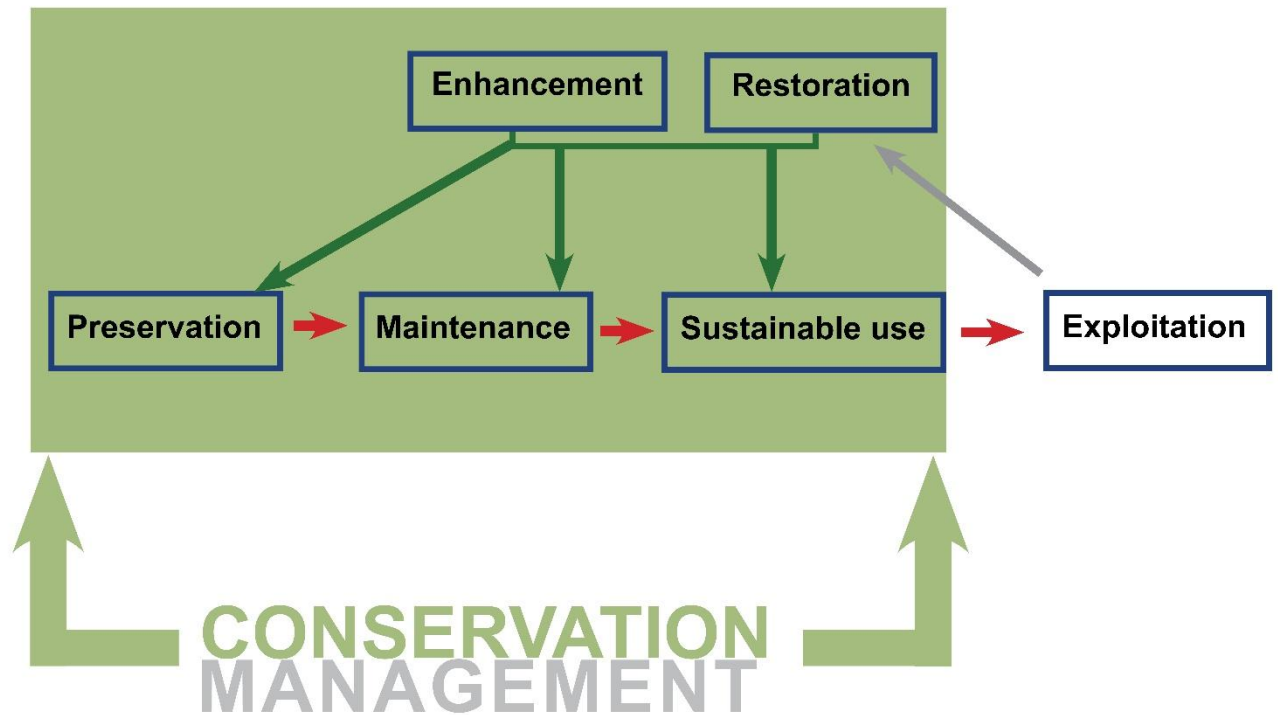 Enhancement
Restoration
Preservation
Maintenance
Sustainable use
Exploitation
CONSERVATION
MANAGEMENT